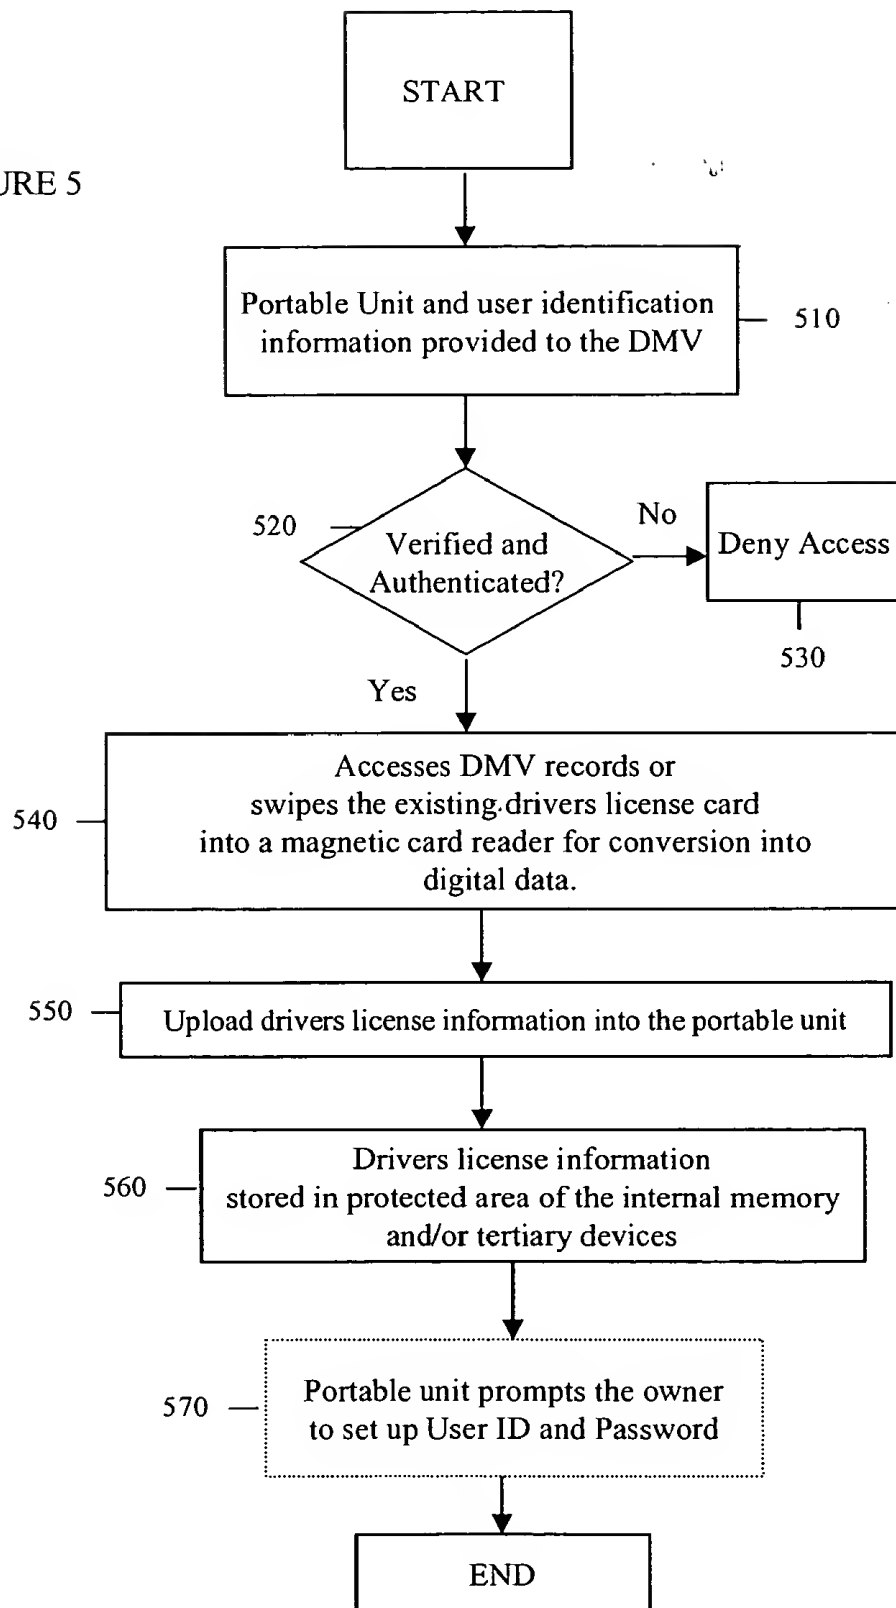 START
URE 5
Portable Unit and user identification
information provided to the DMV
510
520
Verified and
Authenticated?
No
Deny Access
530
Yes
Accesses DMV records or
swipes the existing drivers license card
into a magnetic card reader for conversion into
digital data.
540
550
Upload drivers license information into the portable unit
560
Drivers license information
stored in protected area of the internal memory
and/or tertiary devices
570
Portable unit prompts the owner
to set up User ID and Password
END